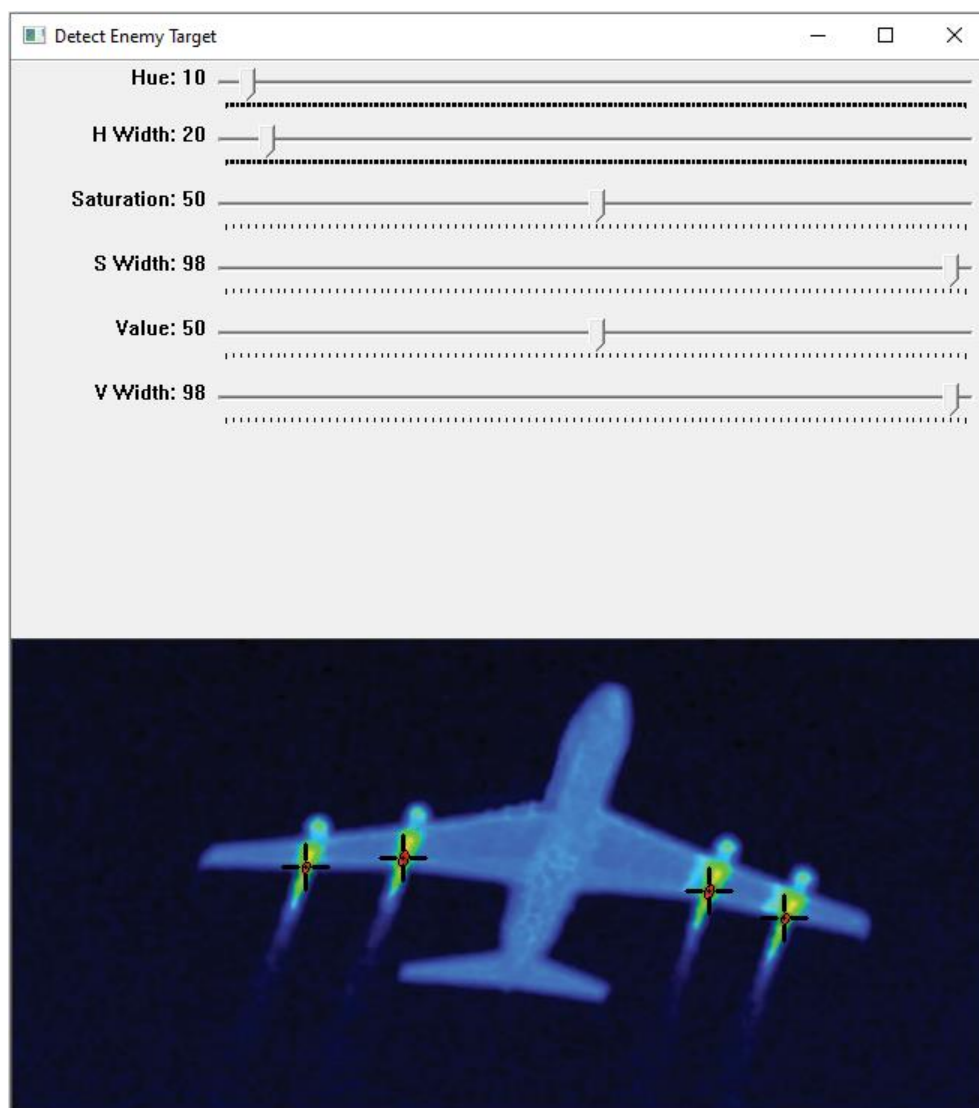 Detect Enemy Target
Hue: 10
H Width: 20
Saturation: 50
S Width: 98
Value: 50
V Width: 98